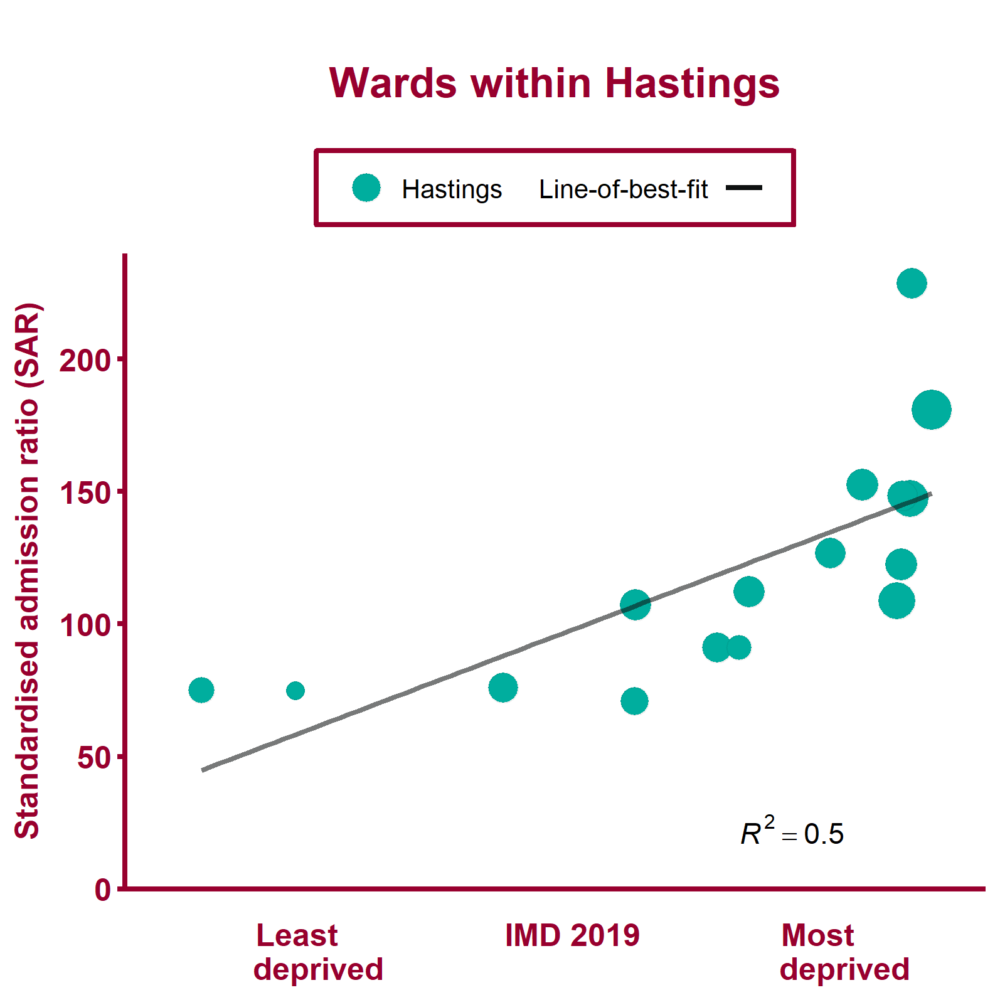 Wards within Hastings
Hastings Line-of-best-fit
Standardised admission ratio (SAR)
200
150
100
50
0
R² = 0.5
Least deprived
IMD 2019
Most deprived